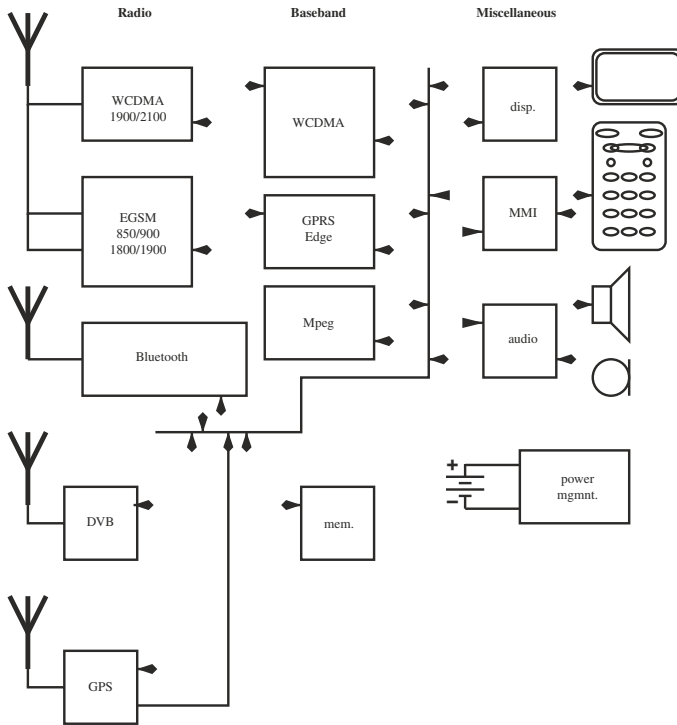 Radio
Baseband
Miscellaneous
WCDMA
1900/2100
WCDMA
disp.
EGSM
850/900
1800/1900
GPRS
Edge
MMI
Mpeg
audio
Bluetooth
+
−
power
mgmnt.
DVB
mem.
GPS